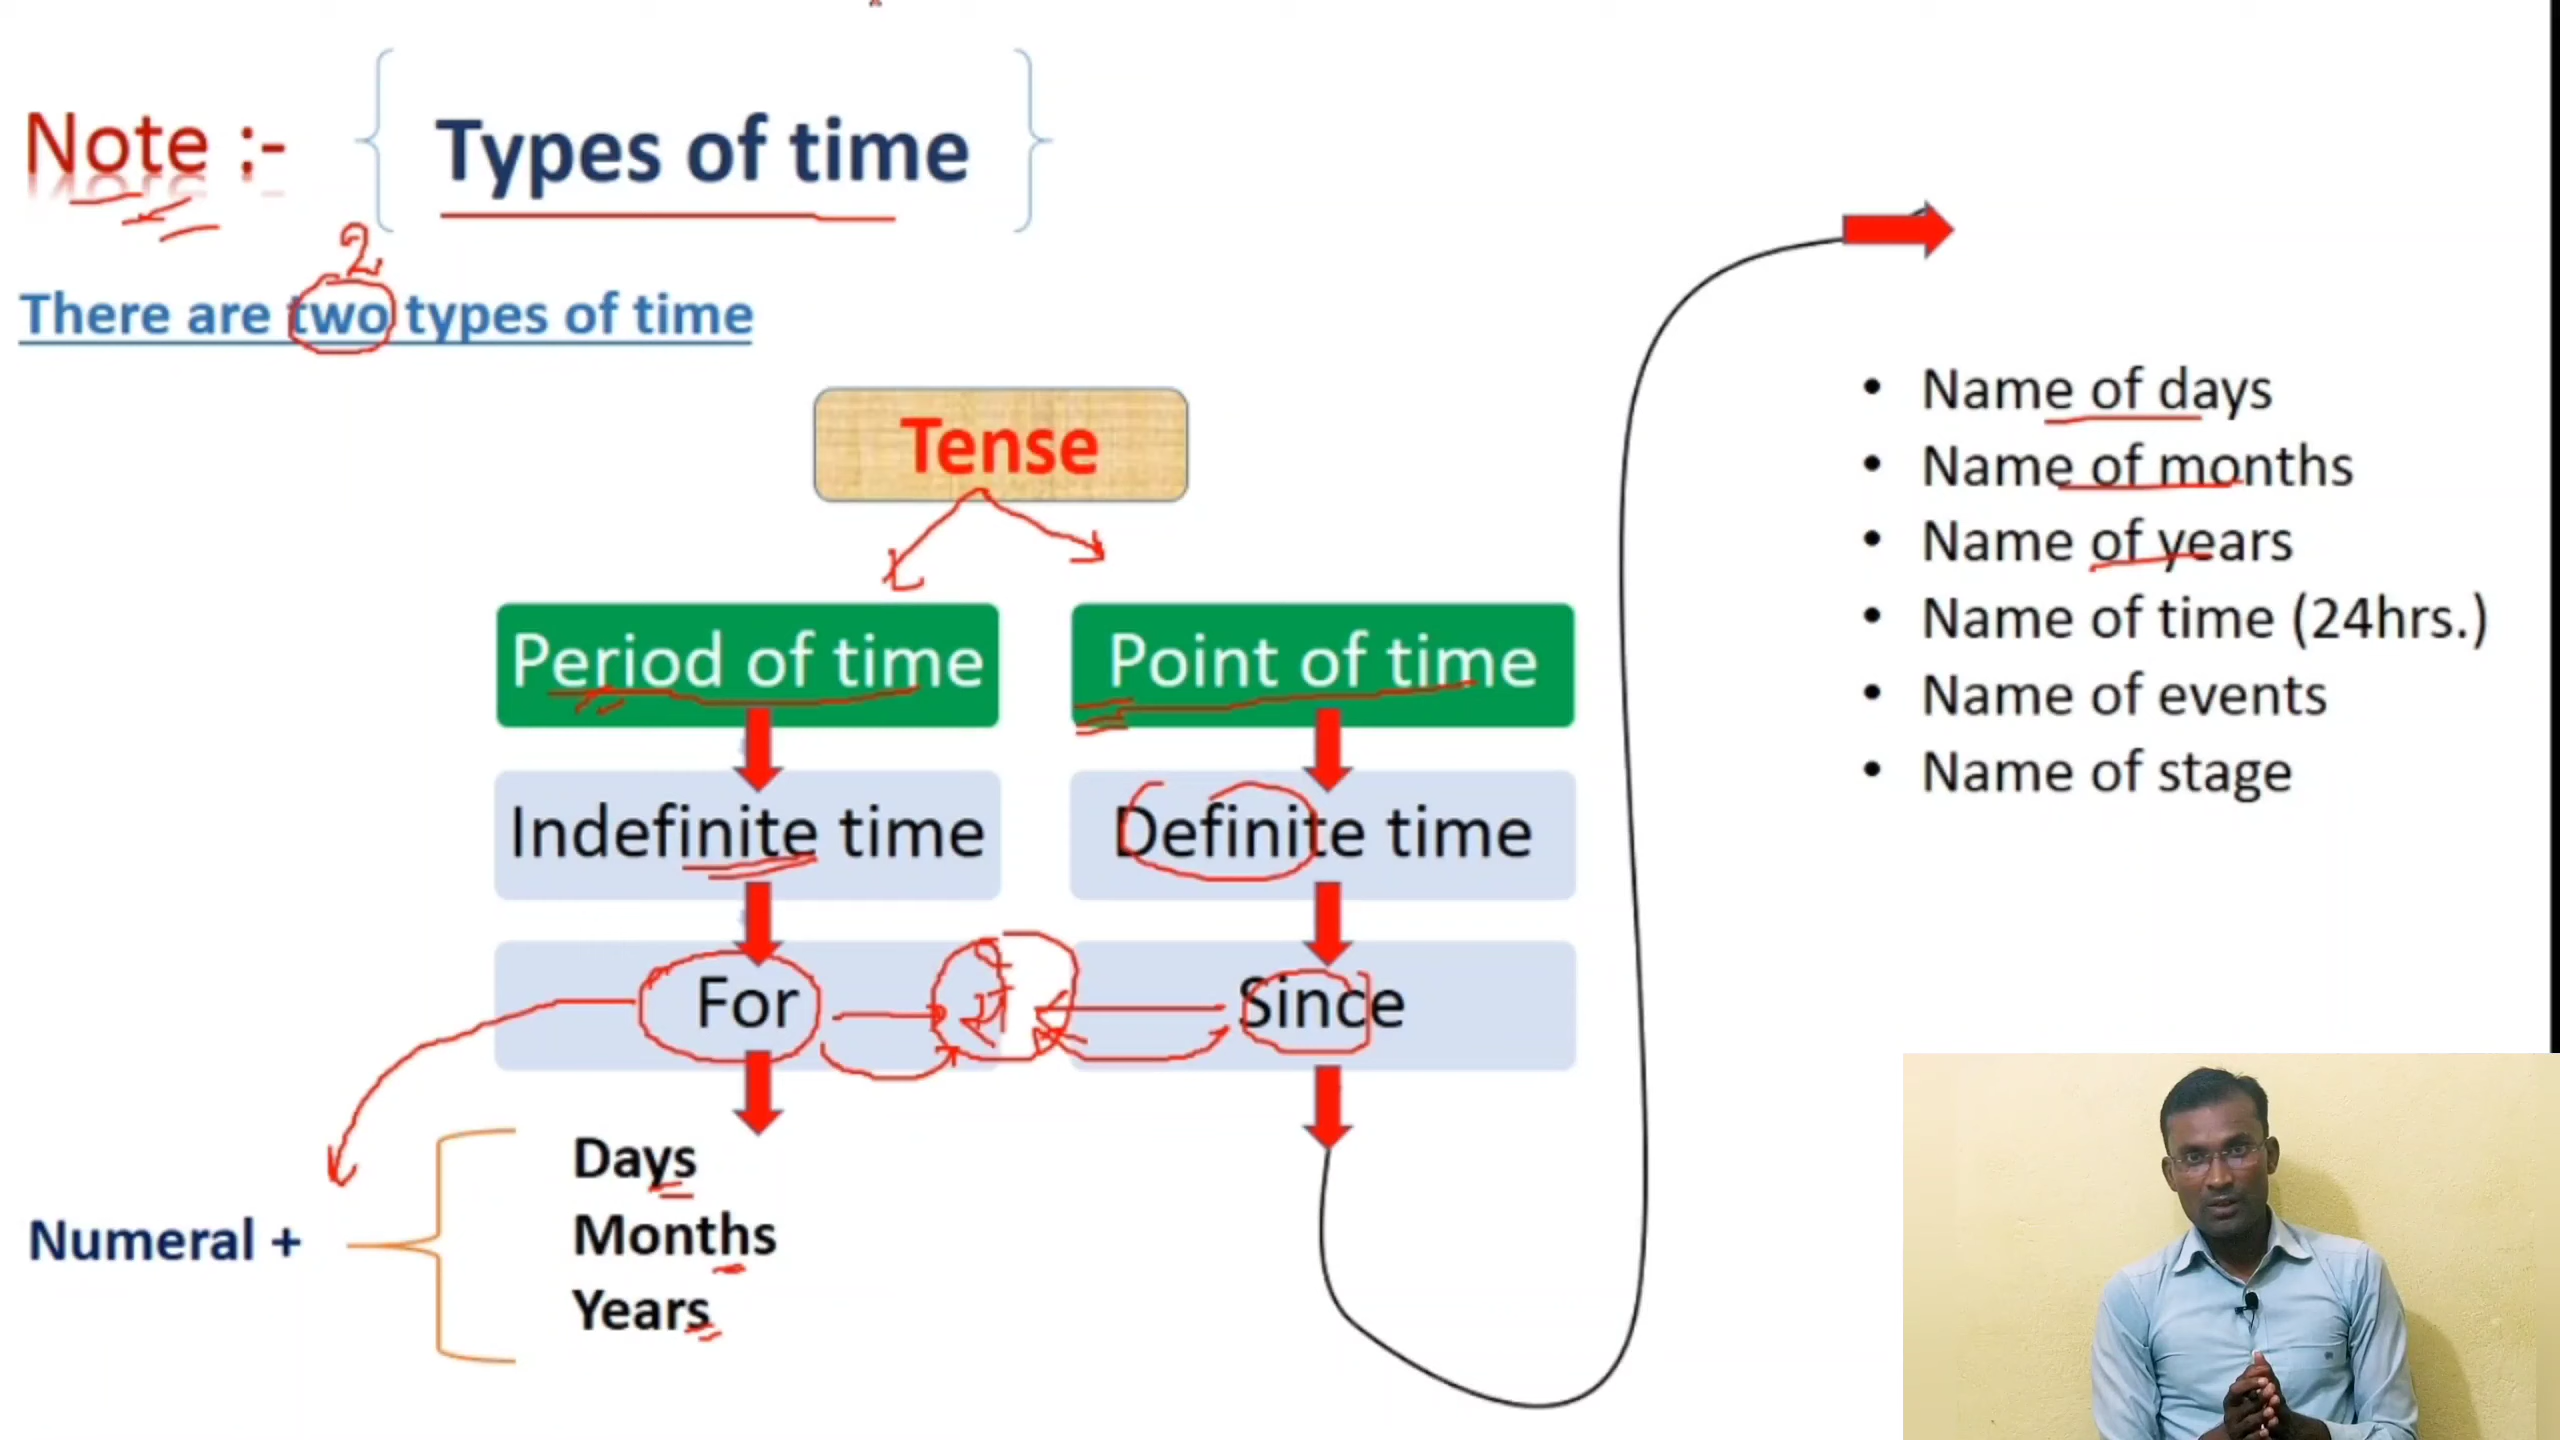 Note :- Types of time
2
There are two types of time
Tense
Period of time
Point of time
Indefinite time
Definite time
For
से
Since
Numeral +
Days
Months
Years
• Name of days
• Name of months
• Name of years
• Name of time (24hrs.)
• Name of events
• Name of stage